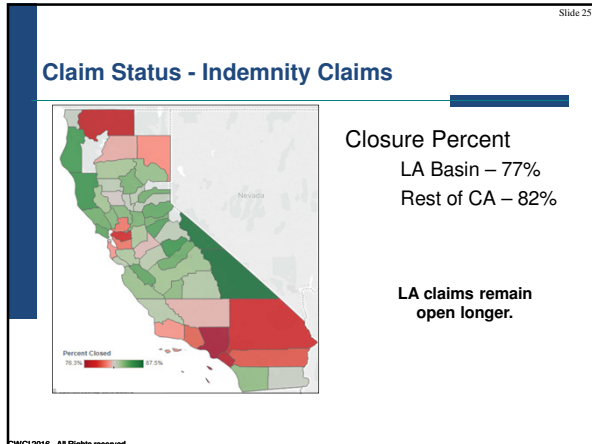 Slide 25
Claim Status - Indemnity Claims
Closure Percent
LA Basin – 77%
Rest of CA – 82%
Nevada
LA claims remain
open longer.
Percent Closed
76.3% 87.5%
CWCI 2016 All Rights reserved